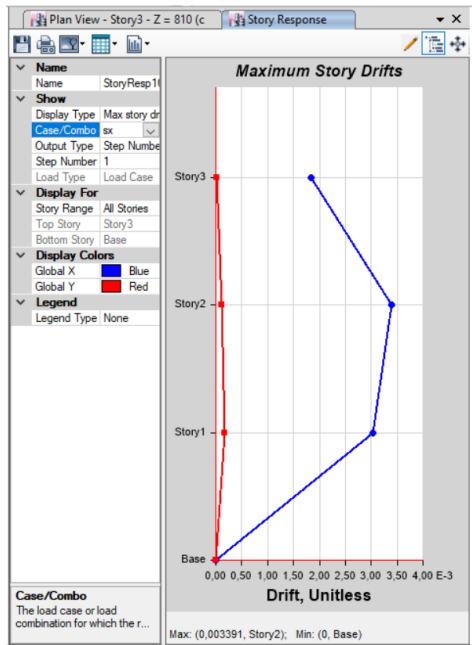 Plan View - Story3 - Z = 810 (c
Story Response
Name
Name StoryResp1
Show
Display Type Max story dr
Case/Combo sx
Output Type Step Numbe
Step Number 1
Load Type Load Case
Display For
Story Range All Stories
Top Story Story3
Bottom Story Base
Display Colors
Global X Blue
Global Y Red
Legend
Legend Type None
Case/Combo
The load case or load
combination for which the r...
Maximum Story Drifts
Story3
Story2
Story1
Base
0,00 0,50 1,00 1,50 2,00 2,50 3,00 3,50 4,00 E-3
Drift, Unitless
Max: (0,003391, Story2); Min: (0, Base)